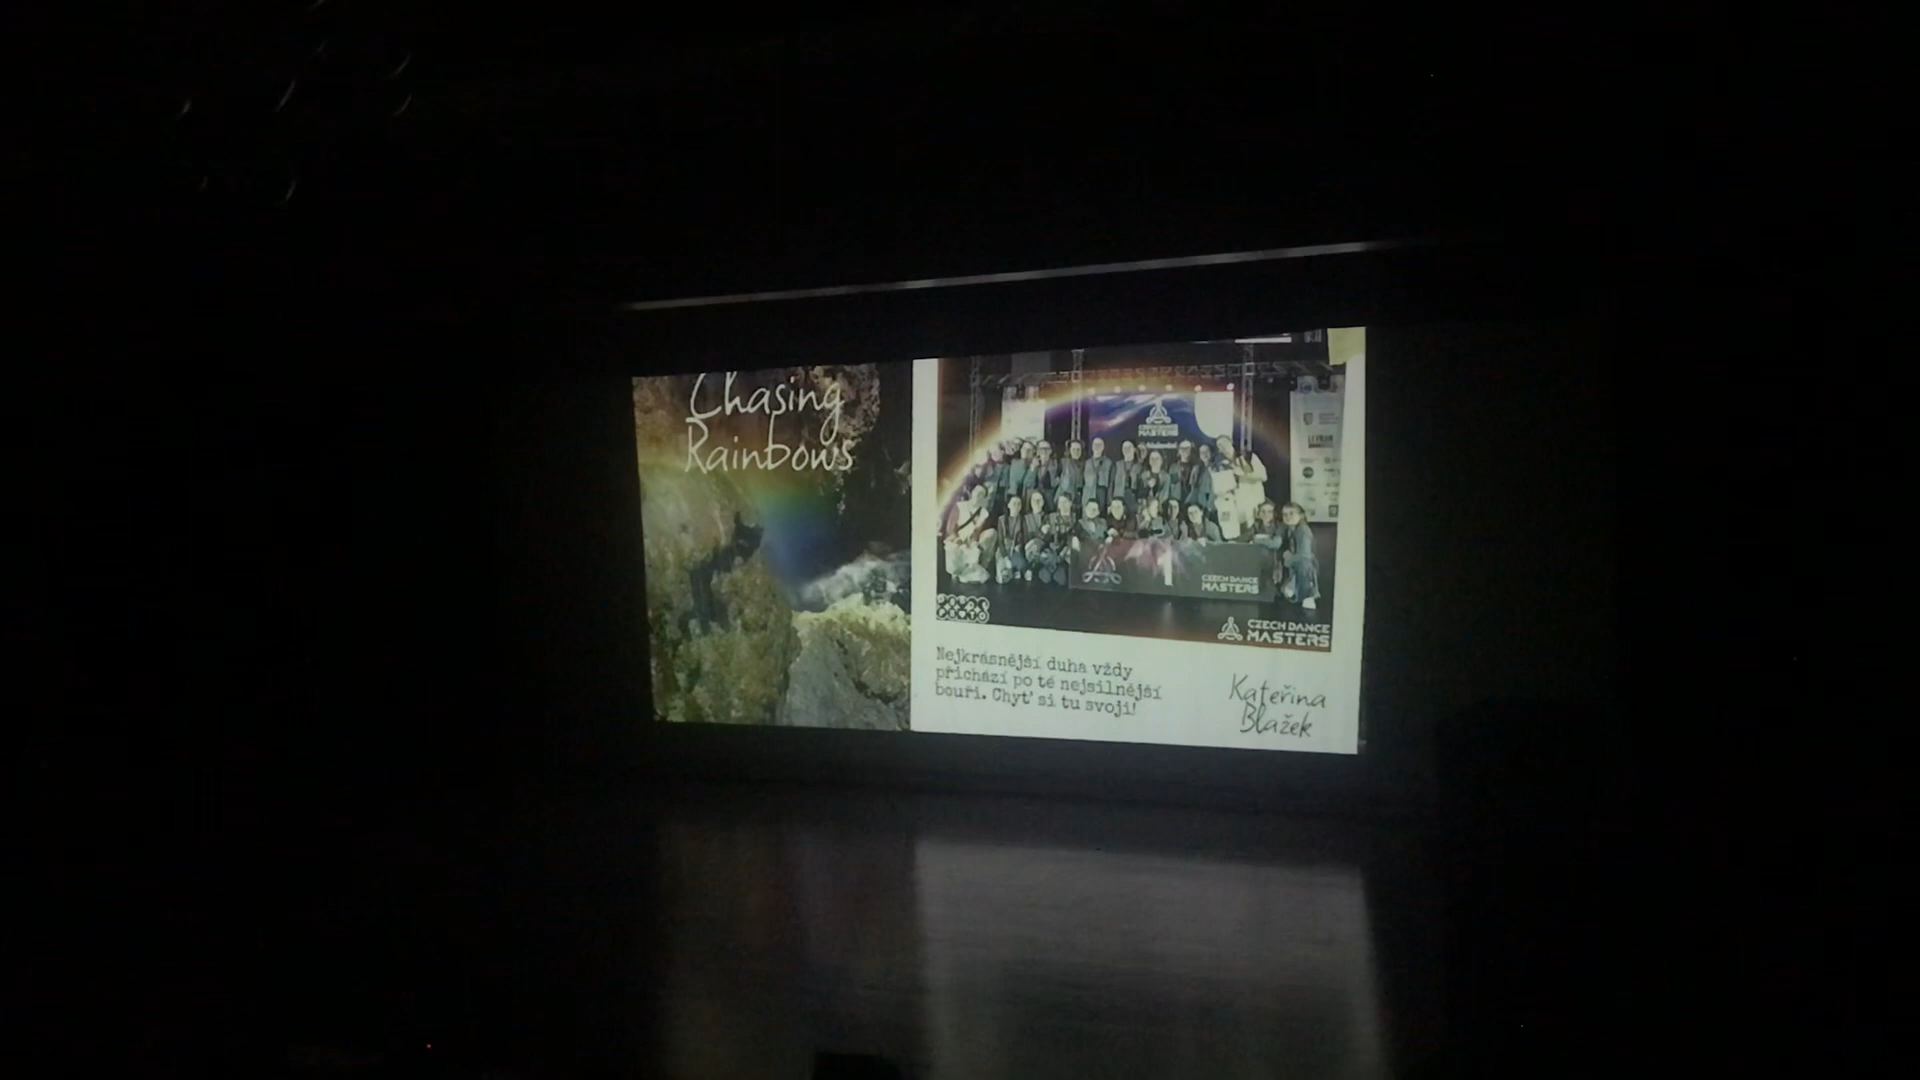 Chasing
Rainbows
CZECH DANCE
MASTERS
CZECH DANCE
MASTERS
CZECH DANCE
MASTERS
Nejkrásnější duha vždy
přichází po té nejsilnější
bouři. Chyť si tu svoji!
Kateřina
Blažek